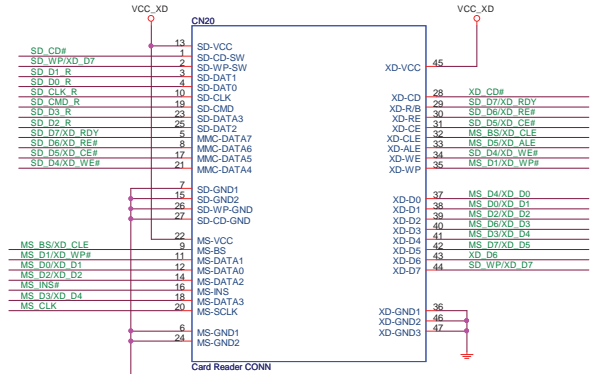 VCC_XD VCC_XD
CN20
13 SD-VCC
SD_CD# 1 SD-CD-SW
SD_WP/XD_D7 2 SD-WP-SW
SD_D1_R 3 SD-DAT1
SD_D0_R 4 SD-DAT0
SD_CLK_R 10 SD-CLK
SD_CMD_R 19 SD-CMD
SD_D3_R 23 SD-DATA3
SD_D2_R 25 SD-DAT2
SD_D7/XD_RDY 5 MMC-DATA7
SD_D6/XD_RE# 8 MMC-DATA6
SD_D5/XD_CE# 17 MMC-DATA5
SD_D4/XD_WE# 21 MMC-DATA4
7 SD-GND1
15 SD-GND2
26 SD-WP-GND
27 SD-CD-GND
22 MS-VCC
MS_BS/XD_CLE 9 MS-BS
MS_D1/XD_WP# 11 MS-DATA1
MS_D0/XD_D1 12 MS-DATA0
MS_D2/XD_D2 14 MS-DATA2
MS_INS# 16 MS-INS
MS_D3/XD_D4 18 MS-DATA3
MS_CLK 20 MS-SCLK
6 MS-GND1
24 MS-GND2
XD-VCC 45
XD-CD 28 XD_CD#
XD-R/B 29 SD_D7/XD_RDY
XD-RE 30 SD_D6/XD_RE#
XD-CE 31 SD_D5/XD_CE#
XD-CLE 32 MS_BS/XD_CLE
XD-ALE 33 MS_D5/XD_ALE
XD-WE 34 SD_D4/XD_WE#
XD-WP 35 MS_D1/XD_WP#
XD-D0 37 MS_D4/XD_D0
XD-D1 38 MS_D0/XD_D1
XD-D2 39 MS_D2/XD_D2
XD-D3 40 MS_D6/XD_D3
XD-D4 41 MS_D3/XD_D4
XD-D5 42 MS_D7/XD_D5
XD-D6 43 XD_D6
XD-D7 44 SD_WP/XD_D7
XD-GND1 36
XD-GND2 46
XD-GND3 47
Card Reader CONN